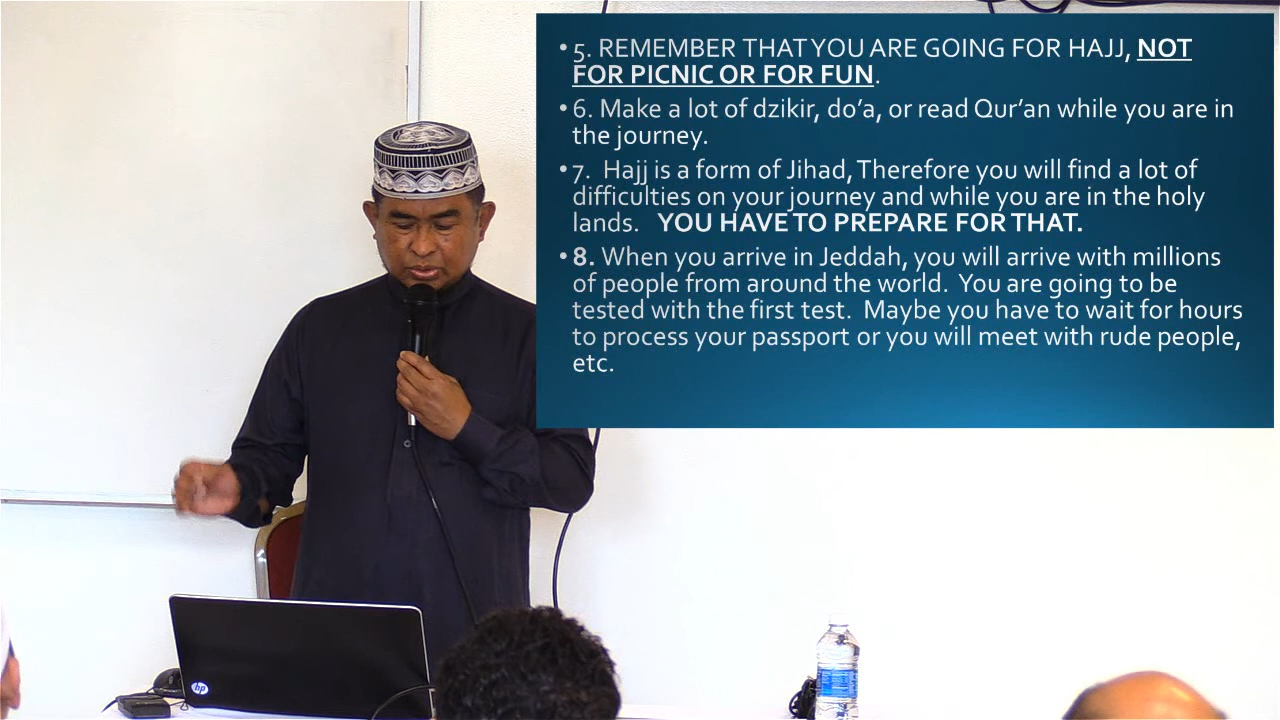 • 5. REMEMBER THAT YOU ARE GOING FOR HAJJ, NOT
FOR PICNIC OR FOR FUN.
• 6. Make a lot of dzikir, do’a, or read Qur’an while you are in
the journey.
• 7. Hajj is a form of Jihad, Therefore you will find a lot of
difficulties on your journey and while you are in the holy
lands. YOU HAVE TO PREPARE FOR THAT.
• 8. When you arrive in Jeddah, you will arrive with millions
of people from around the world. You are going to be
tested with the first test. Maybe you have to wait for hours
to process your passport or you will meet with rude people,
etc.
hp